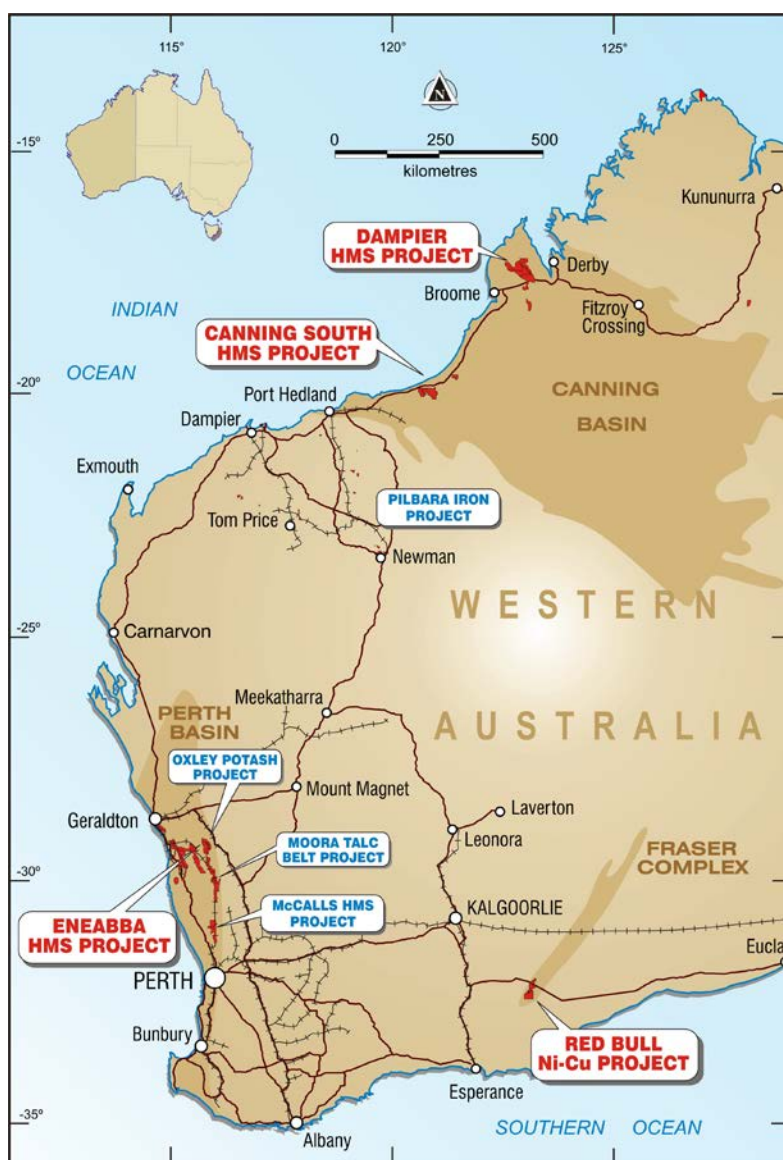 115°
120°
125°
-15°
N
0 250 500
kilometres
Kununurra
DAMPIER
HMS PROJECT
Derby
Broome
Fitzroy
Crossing
INDIAN
OCEAN
CANNING SOUTH
HMS PROJECT
-20°
CANNING
BASIN
Port Hedland
Dampier
Exmouth
PILBARA IRON
PROJECT
Tom Price
Newman
WESTERN
-25°
Carnarvon
Meekatharra
PERTH
BASIN
AUSTRALIA
OXLEY POTASH
PROJECT
Mount Magnet
Geraldton
Laverton
Leonora
MOORA TALC
BELT PROJECT
FRASER
COMPLEX
-30°
ENEABBA
HMS PROJECT
McCALLS HMS
PROJECT
KALGOORLIE
Eucla
PERTH
Bunbury
RED BULL
Ni-Cu PROJECT
Esperance
-35°
Albany
SOUTHERN OCEAN
115°
120°
125°